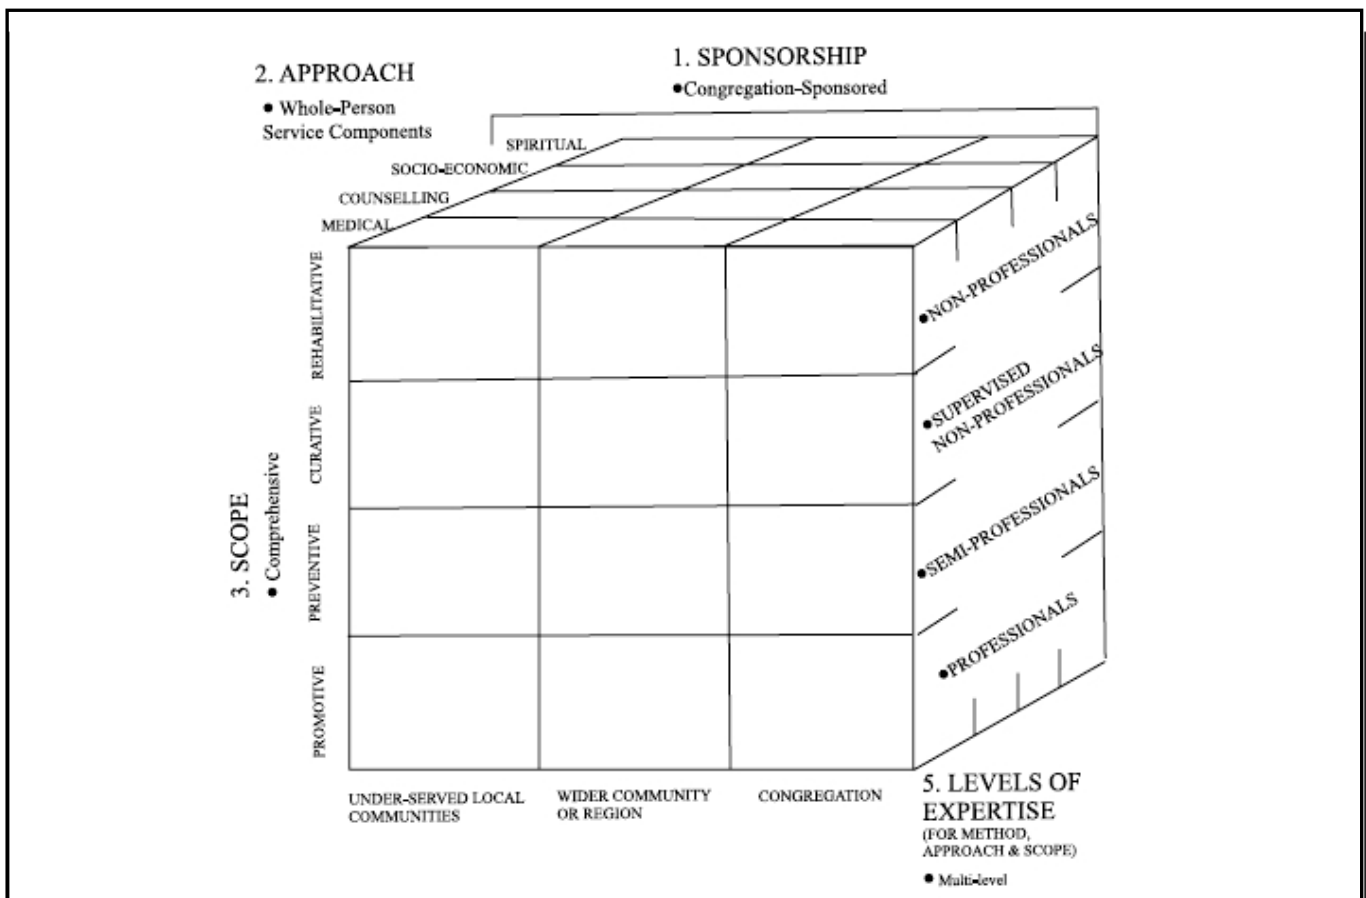 1. SPONSORSHIP
●Congregation-Sponsored
2. APPROACH
● Whole-Person
Service Components
SPIRITUAL
SOCIO-ECONOMIC
COUNSELLING
MEDICAL
3. SCOPE
● Comprehensive
REHABILITATIVE
CURATIVE
PREVENTIVE
PROMOTIVE
●NON-PROFESSIONALS
●SUPERVISED
NON-PROFESSIONALS
●SEMI-PROFESSIONALS
●PROFESSIONALS
UNDER-SERVED LOCAL
COMMUNITIES
WIDER COMMUNITY
OR REGION
CONGREGATION
5. LEVELS OF
EXPERTISE
(FOR METHOD,
APPROACH & SCOPE)
● Multi-level